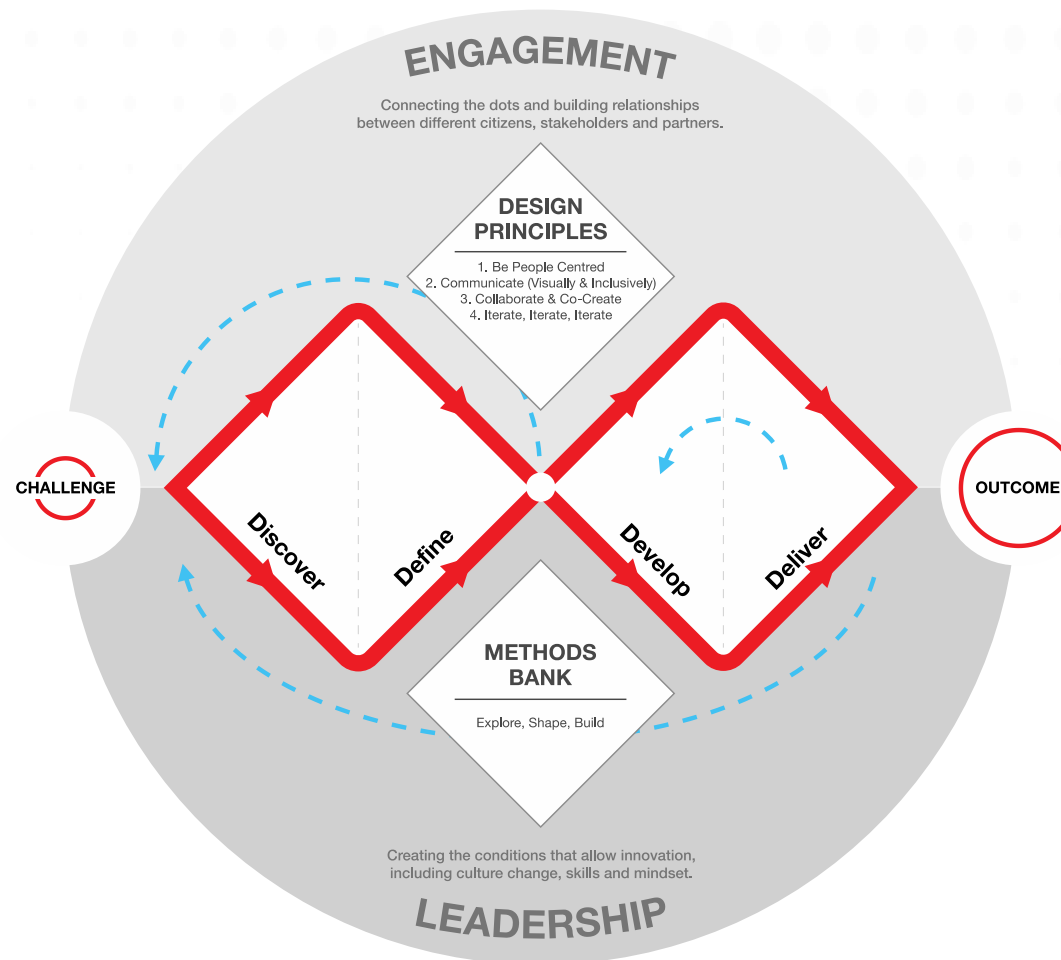 ENGAGEMENT
Connecting the dots and building relationships
between different citizens, stakeholders and partners.
DESIGN
PRINCIPLES
1. Be People Centred
2. Communicate (Visually & Inclusively)
3. Collaborate & Co-Create
4. Iterate, Iterate, Iterate
CHALLENGE
OUTCOME
Discover
Define
Develop
Deliver
METHODS
BANK
Explore, Shape, Build
Creating the conditions that allow innovation,
including culture change, skills and mindset.
LEADERSHIP